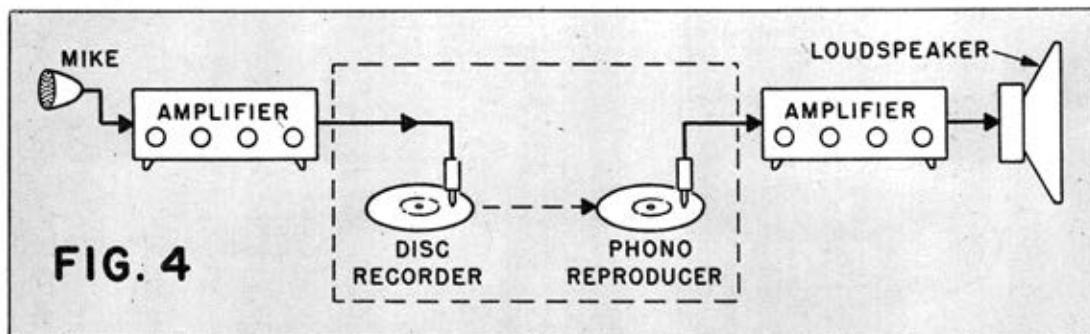 MIKE
AMPLIFIER
DISC
RECORDER
PHONO
REPRODUCER
AMPLIFIER
LOUDSPEAKER
FIG. 4